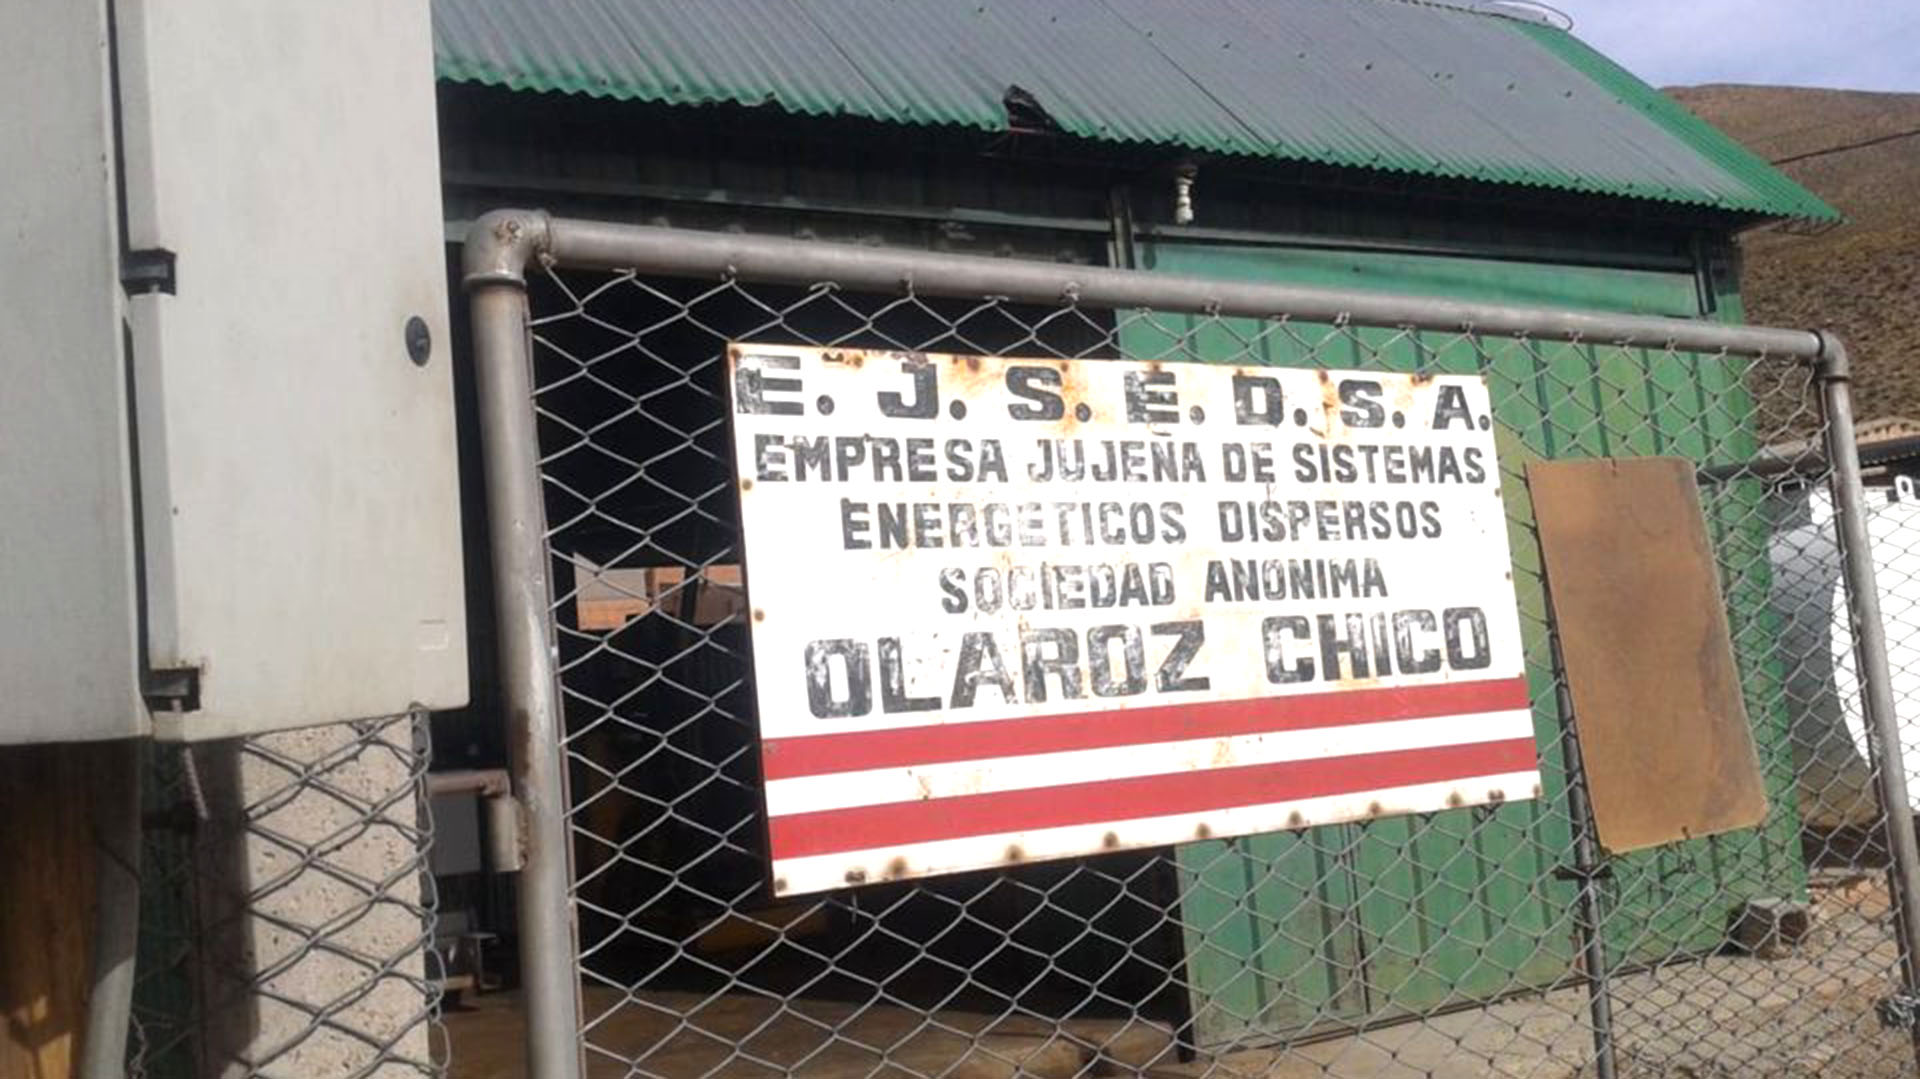 E. J. S. E. D. S. A.
EMPRESA JUJEÑA DE SISTEMAS
ENERGETICOS DISPERSOS
SOCIEDAD ANONIMA
OLAROZ CHICO